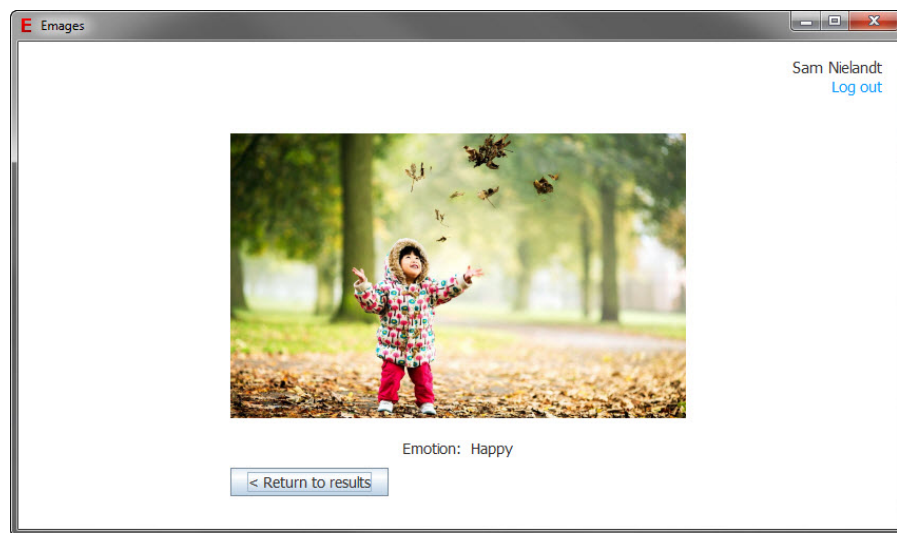 E Emages
Sam Nielandt
Log out
Emotion: Happy
< Return to results